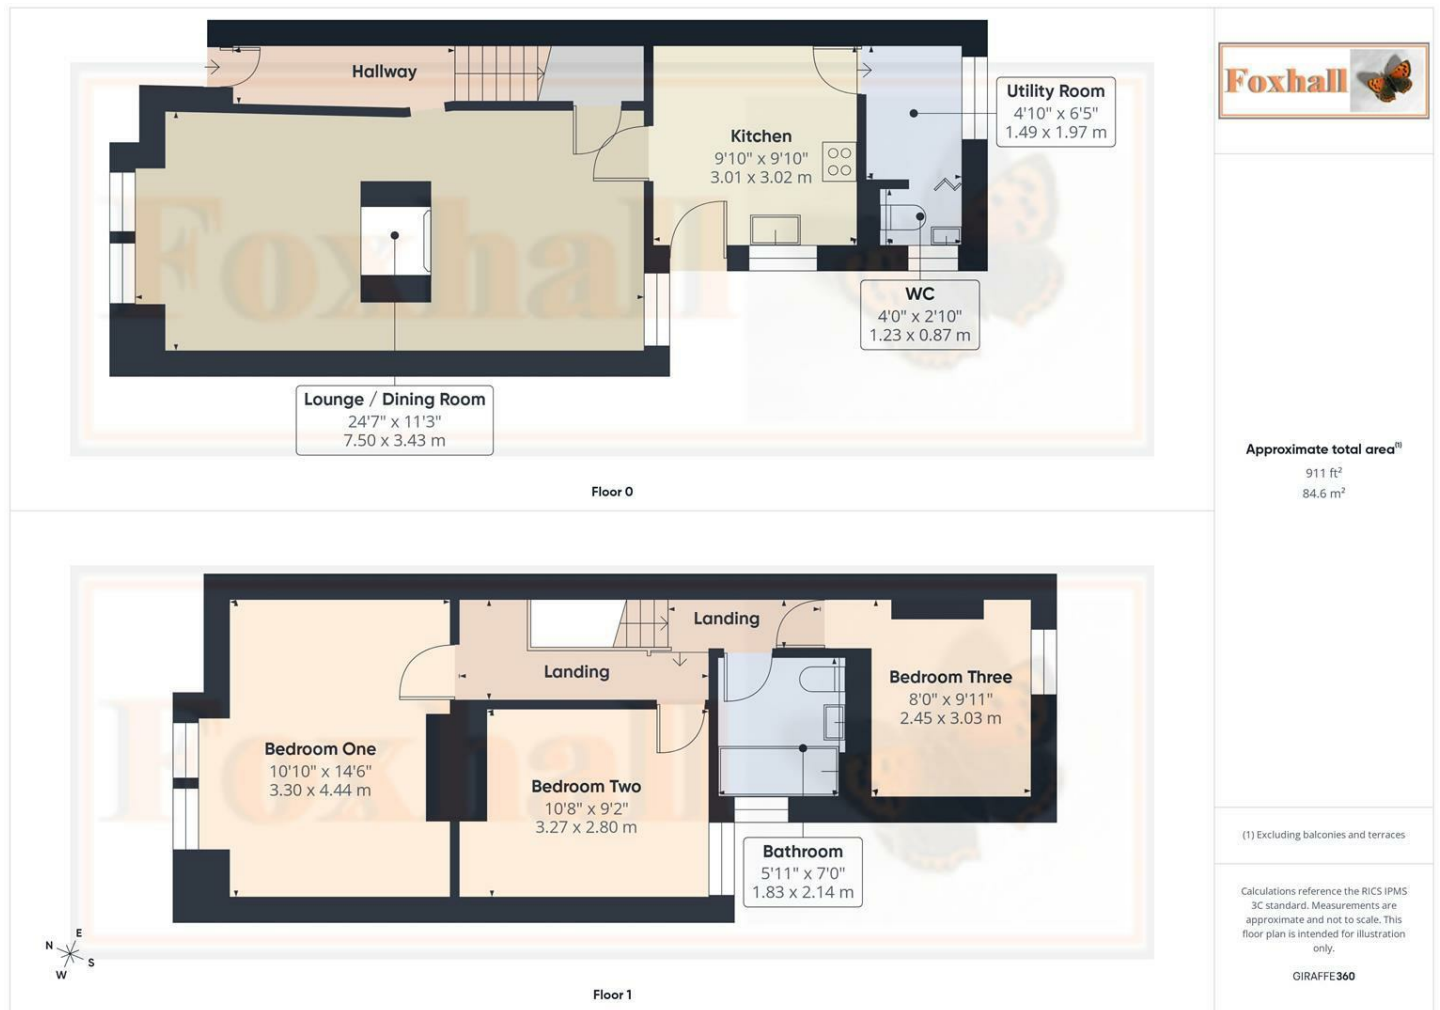 Hallway
Kitchen
9'10" x 9'10"
3.01 x 3.02 m
Utility Room
4'10" x 6'5"
1.49 x 1.97 m
WC
4'0" x 2'10"
1.23 x 0.87 m
Lounge / Dining Room
24'7" x 11'3"
7.50 x 3.43 m
Foxhall
Floor 0
Landing
Landing
Bedroom Three
8'0" x 9'11"
2.45 x 3.03 m
Bedroom One
10'10" x 14'6"
3.30 x 4.44 m
Bedroom Two
10'8" x 9'2"
3.27 x 2.80 m
Bathroom
5'11" x 7'0"
1.83 x 2.14 m
Foxhall
N
E
S
W
Floor 1
Foxhall
Approximate total area(1)
911 ft²
84.6 m²
(1) Excluding balconies and terraces
Calculations reference the RICS IPMS
3C standard. Measurements are
approximate and not to scale. This
floor plan is intended for illustration
only.
GIRAFFE360